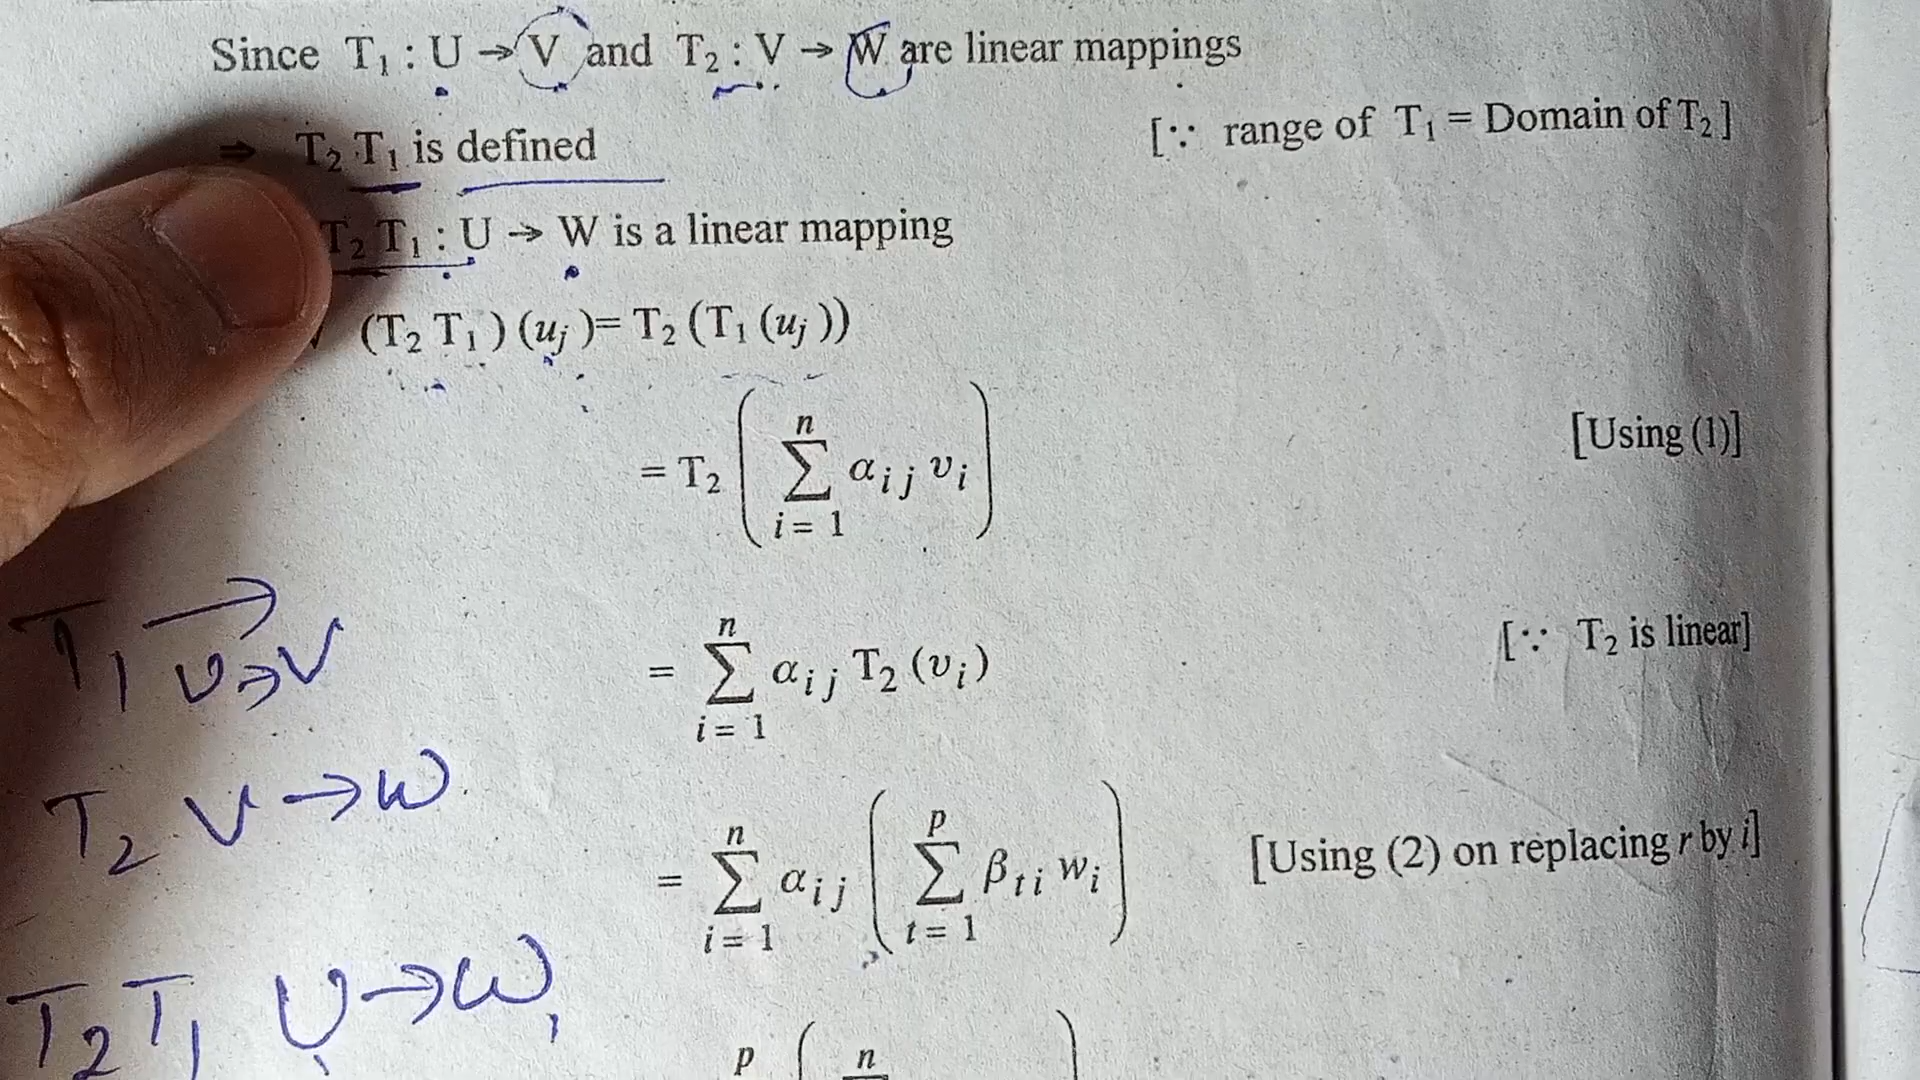 Since T₁ : U → V and T₂ : V → W are linear mappings
⇒ T₂ T₁ is defined [∵ range of T₁ = Domain of T₂]
T₂ T₁ : U → W is a linear mapping
(T₂ T₁) (uⱼ) = T₂ (T₁ (uⱼ))
= T₂ ( ∑ᵢ₌₁ⁿ αᵢⱼ vᵢ ) [Using (1)]
= ∑ᵢ₌₁ⁿ αᵢⱼ T₂ (vᵢ) [∵ T₂ is linear]
= ∑ᵢ₌₁ⁿ αᵢⱼ ( ∑ₜ₌₁ᵖ βₜᵢ wᵢ ) [Using (2) on replacing r by i]
p ( n )
T₁ U→V
T₂ V → W
T₂ T₁ U → W